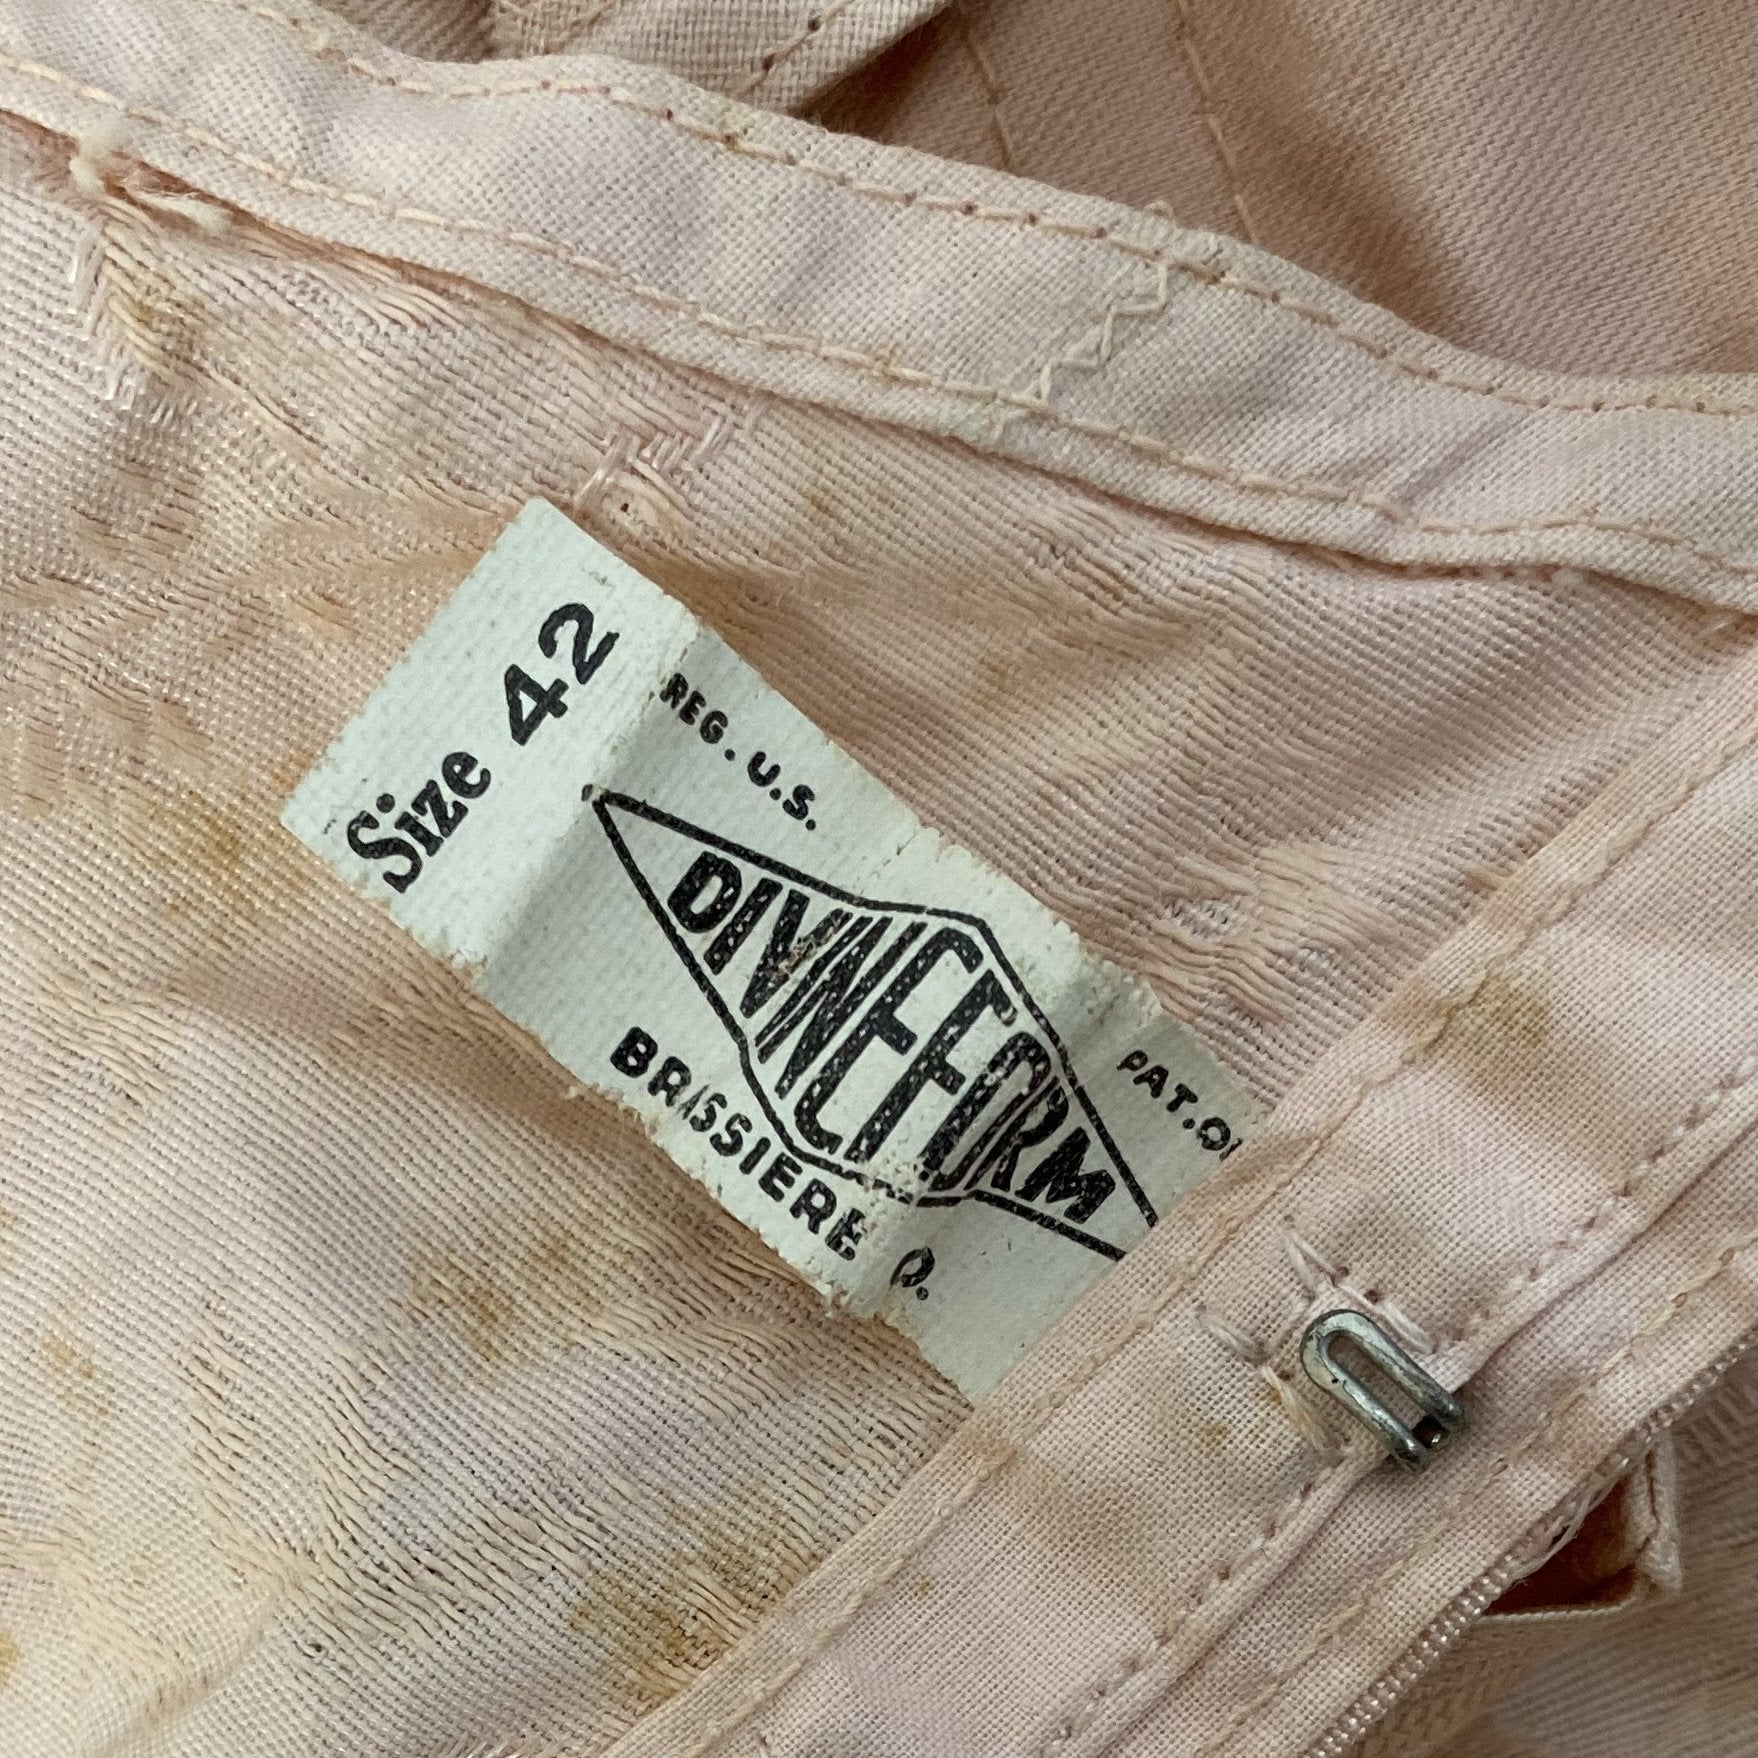 Size 42
REG. U.S.
PAT.
DIVINEFORM
BRASSIERE